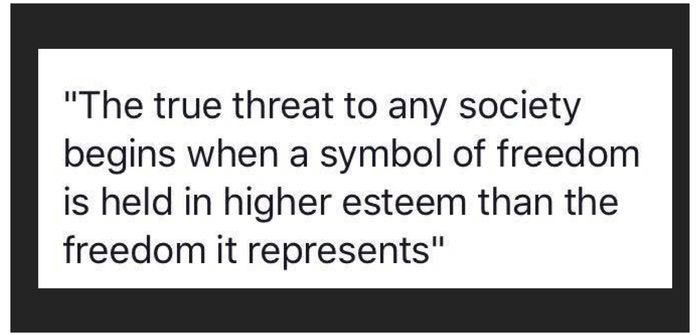 "The true threat to any society
begins when a symbol of freedom
is held in higher esteem than the
freedom it represents"